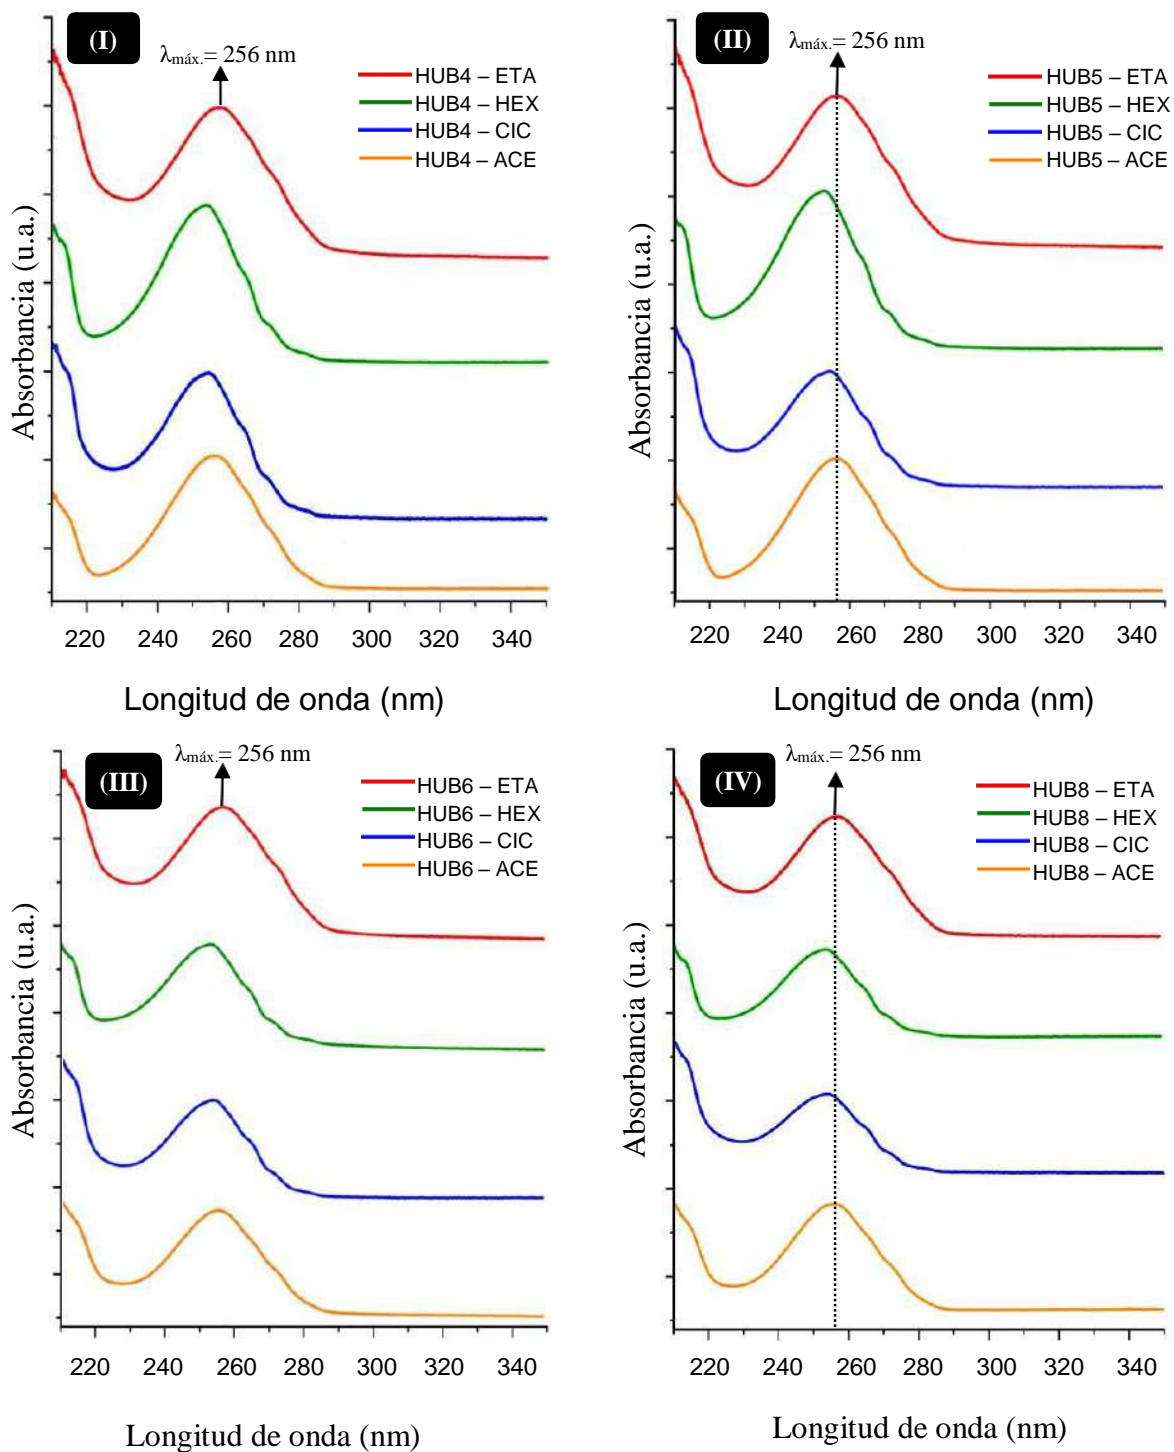 (I)
λmáx.= 256 nm
HUB4 – ETA
HUB4 – HEX
HUB4 – CIC
HUB4 – ACE
Absorbancia (u.a.)
220 240 260 280 300 320 340
Longitud de onda (nm)
(II)
λmáx.= 256 nm
HUB5 – ETA
HUB5 – HEX
HUB5 – CIC
HUB5 – ACE
Absorbancia (u.a.)
220 240 260 280 300 320 340
Longitud de onda (nm)
(III)
λmáx.= 256 nm
HUB6 – ETA
HUB6 – HEX
HUB6 – CIC
HUB6 – ACE
Absorbancia (u.a.)
220 240 260 280 300 320 340
Longitud de onda (nm)
(IV)
λmáx.= 256 nm
HUB8 – ETA
HUB8 – HEX
HUB8 – CIC
HUB8 – ACE
Absorbancia (u.a.)
220 240 260 280 300 320 340
Longitud de onda (nm)